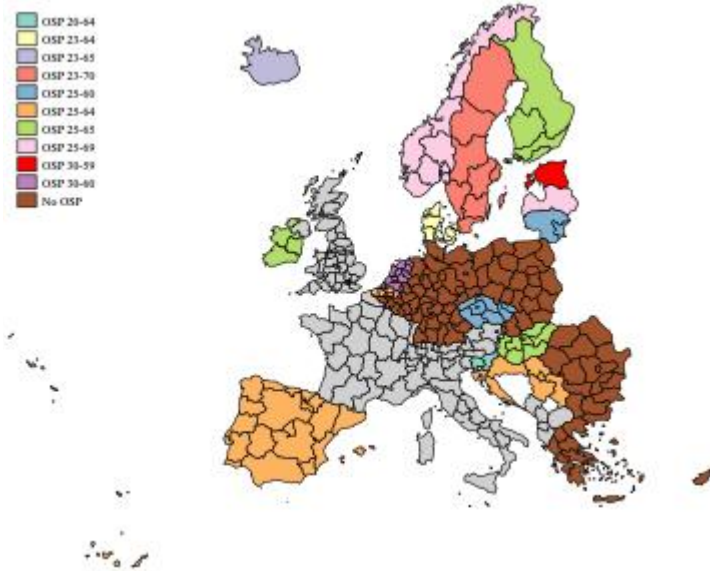 OSP 20-64
OSP 23-64
OSP 23-65
OSP 23-70
OSP 25-60
OSP 25-64
OSP 25-65
OSP 25-69
OSP 30-59
OSP 30-60
No OSP